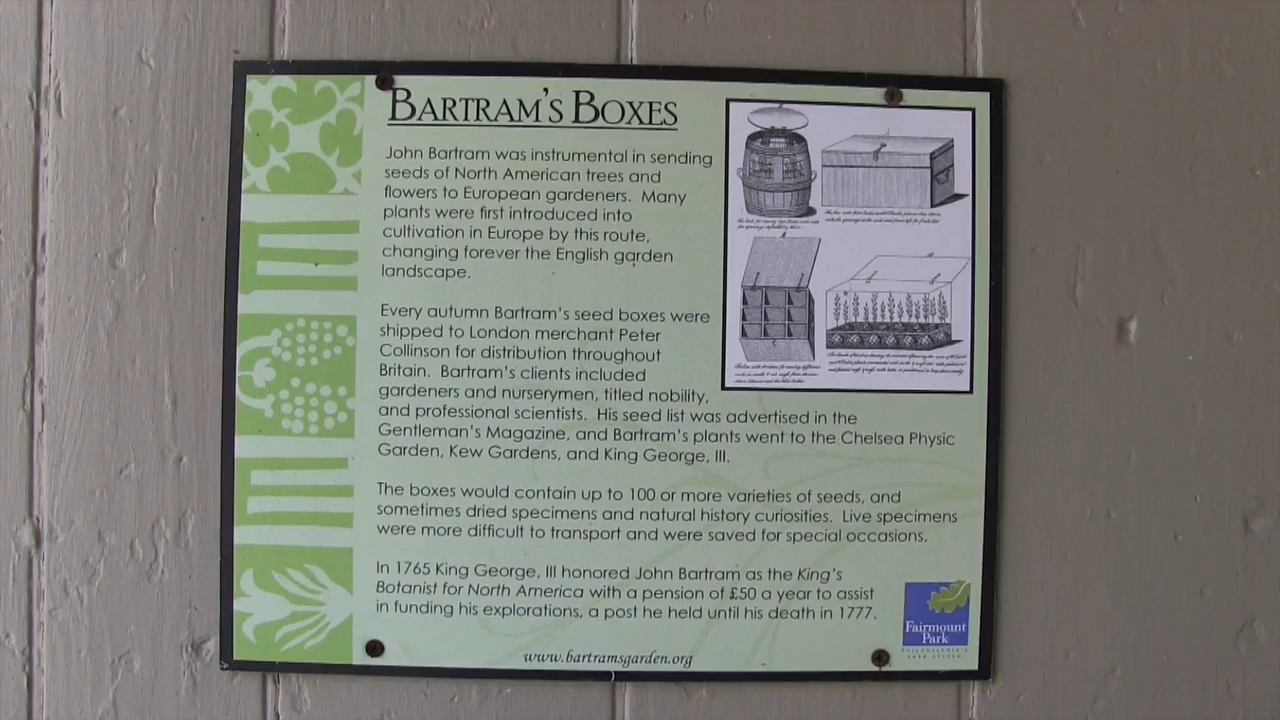 BARTRAM'S BOXES
John Bartram was instrumental in sending
seeds of North American trees and
flowers to European gardeners. Many
plants were first introduced into
cultivation in Europe by this route,
changing forever the English garden
landscape.
Every autumn Bartram's seed boxes were
shipped to London merchant Peter
Collinson for distribution throughout
Britain. Bartram's clients included
gardeners and nurserymen, titled nobility,
and professional scientists. His seed list was advertised in the
Gentleman's Magazine, and Bartram's plants went to the Chelsea Physic
Garden, Kew Gardens, and King George, III.
The boxes would contain up to 100 or more varieties of seeds, and
sometimes dried specimens and natural history curiosities. Live specimens
were more difficult to transport and were saved for special occasions.
In 1765 King George, III honored John Bartram as the King's
Botanist for North America with a pension of £50 a year to assist
in funding his explorations, a post he held until his death in 1777.
Fairmount
Park
PHILADELPHIA'S
PARK SYSTEM
www.bartramsgarden.org